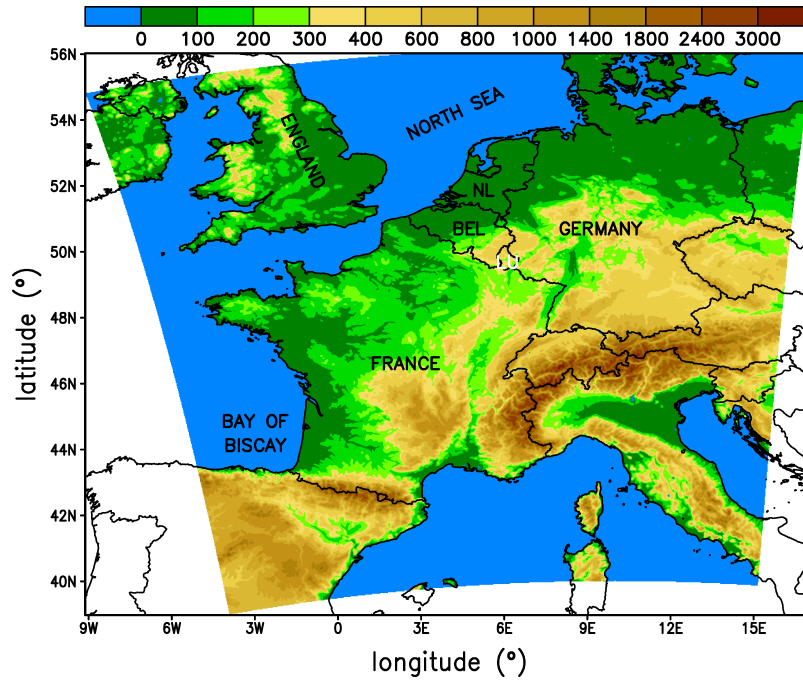 0 100 200 300 400 600 800 1000 1400 1800 2400 3000
56N
54N
52N
50N
48N
46N
44N
42N
40N
latitude (°)
NORTH SEA
ENGLAND
NL
BEL
GERMANY
LU
FRANCE
BAY OF
BISCAY
9W 6W 3W 0 3E 6E 9E 12E 15E
longitude (°)